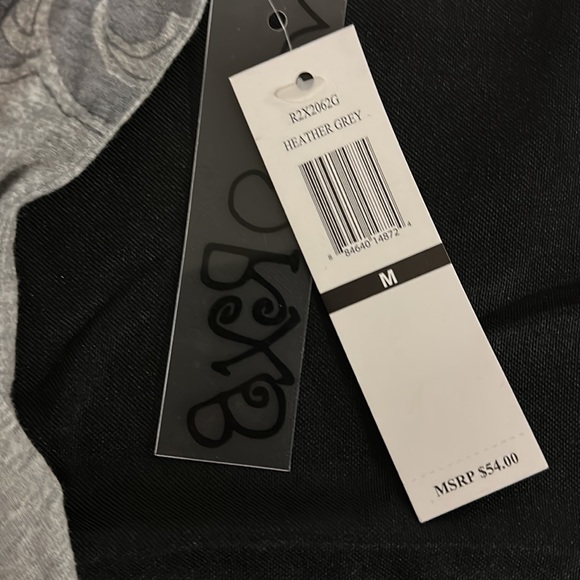 R2X2062G
HEATHER GREY
8 84640 14872 4
M
MSRP $54.00